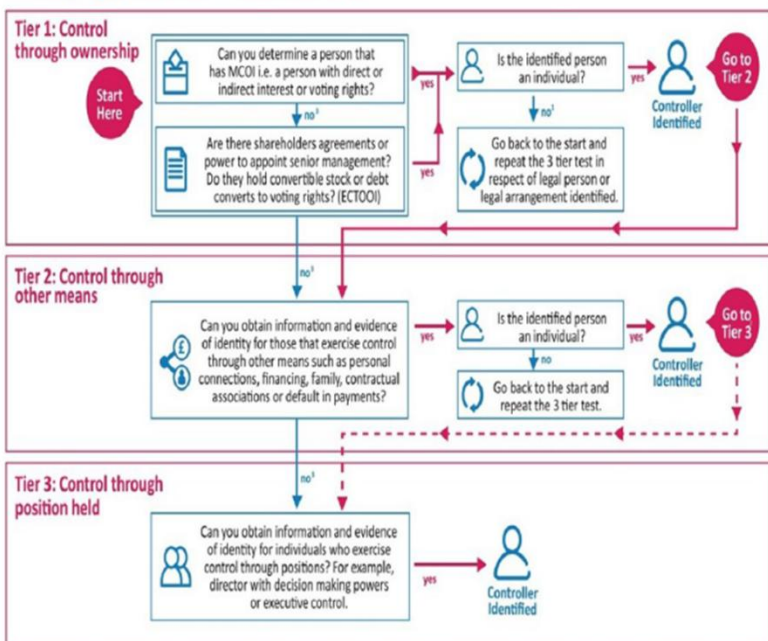 Tier 1: Control
through ownership
Start
Here
Can you determine a person that
has MCOI i.e. a person with direct or
indirect interest or voting rights?
yes
Is the identified person
an individual?
yes
Controller
Identified
Go to
Tier 2
no¹
no¹
Are there shareholders agreements or
power to appoint senior management?
Do they hold convertible stock or debt
converts to voting rights? (ECTOOI)
yes
Go back to the start and
repeat the 3 tier test in
respect of legal person or
legal arrangement identified.
no³
Tier 2: Control through
other means
Can you obtain information and evidence
of identity for those that exercise control
through other means such as personal
connections, financing, family, contractual
associations or default in payments?
yes
Is the identified person
an individual?
yes
Controller
Identified
Go to
Tier 3
no
Go back to the start and
repeat the 3 tier test.
no³
Tier 3: Control through
position held
Can you obtain information and evidence
of identity for individuals who exercise
control through positions? For example,
director with decision making powers
or executive control.
yes
Controller
Identified